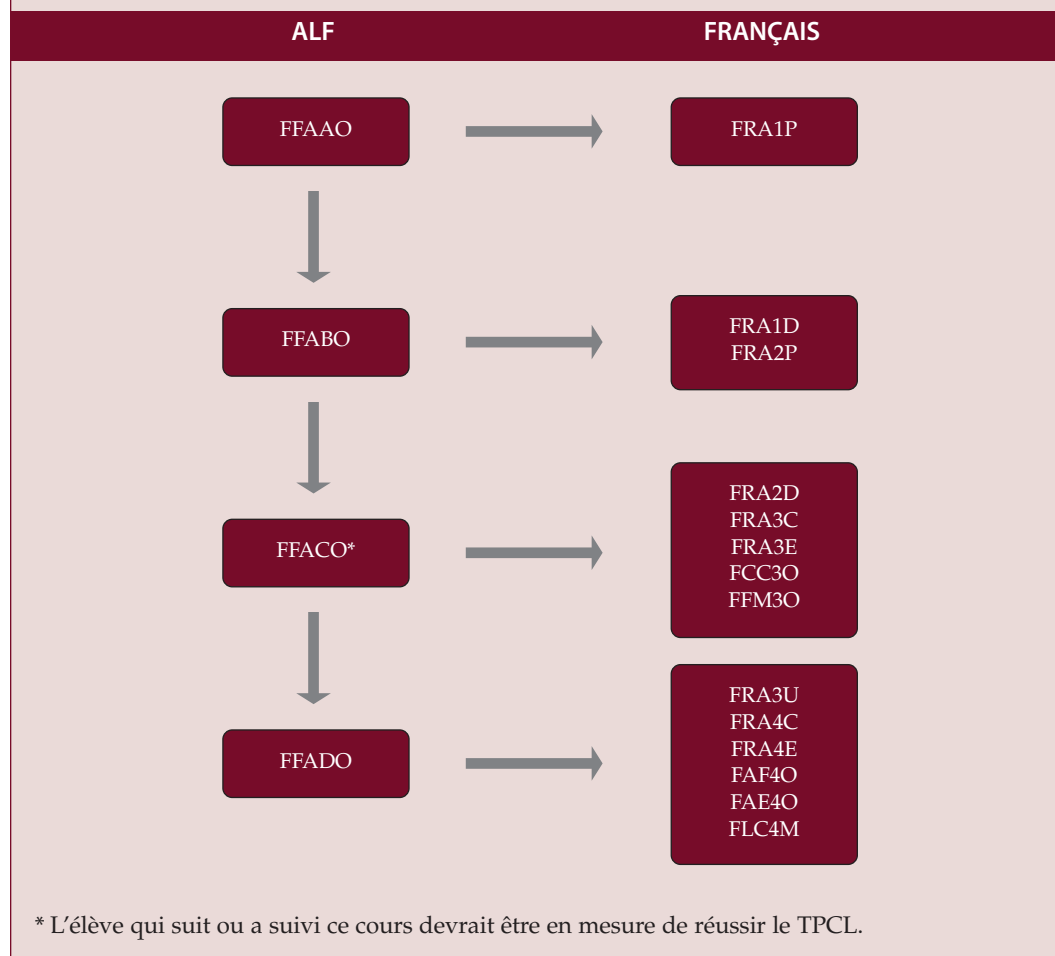 ALF FRANÇAIS
FFAAO FRA1P
FFABO FRA1D
FRA2P
FFACO* FRA2D
FRA3C
FRA3E
FCC3O
FFM3O
FFADO FRA3U
FRA4C
FRA4E
FAF4O
FAE4O
FLC4M
* L'élève qui suit ou a suivi ce cours devrait être en mesure de réussir le TPCL.